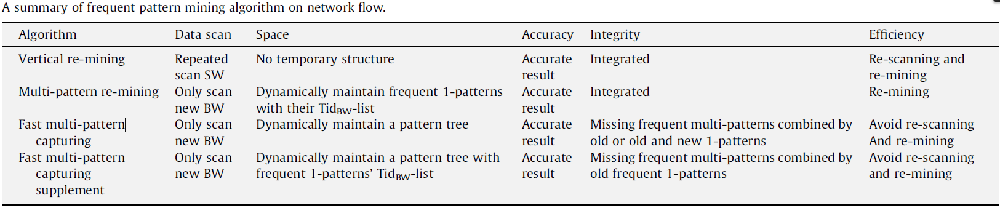 A summary of frequent pattern mining algorithm on network flow.
Algorithm Data scan Space Accuracy Integrity Efficiency
Vertical re-mining Repeated No temporary structure Accurate Integrated Re-scanning and
scan SW result re-mining
Multi-pattern re-mining Only scan Dynamically maintain frequent 1-patterns Accurate Integrated Re-mining
new BW with their TidBW-list result
Fast multi-pattern Only scan Dynamically maintain a pattern tree Accurate Missing frequent multi-patterns combined by Avoid re-scanning
capturing new BW result old or old and new 1-patterns And re-mining
Fast multi-pattern Only scan Dynamically maintain a pattern tree with Accurate Missing frequent multi-patterns combined by Avoid re-scanning
capturing new BW frequent 1-patterns’ TidBW-list result old frequent 1-patterns and re-mining
supplement